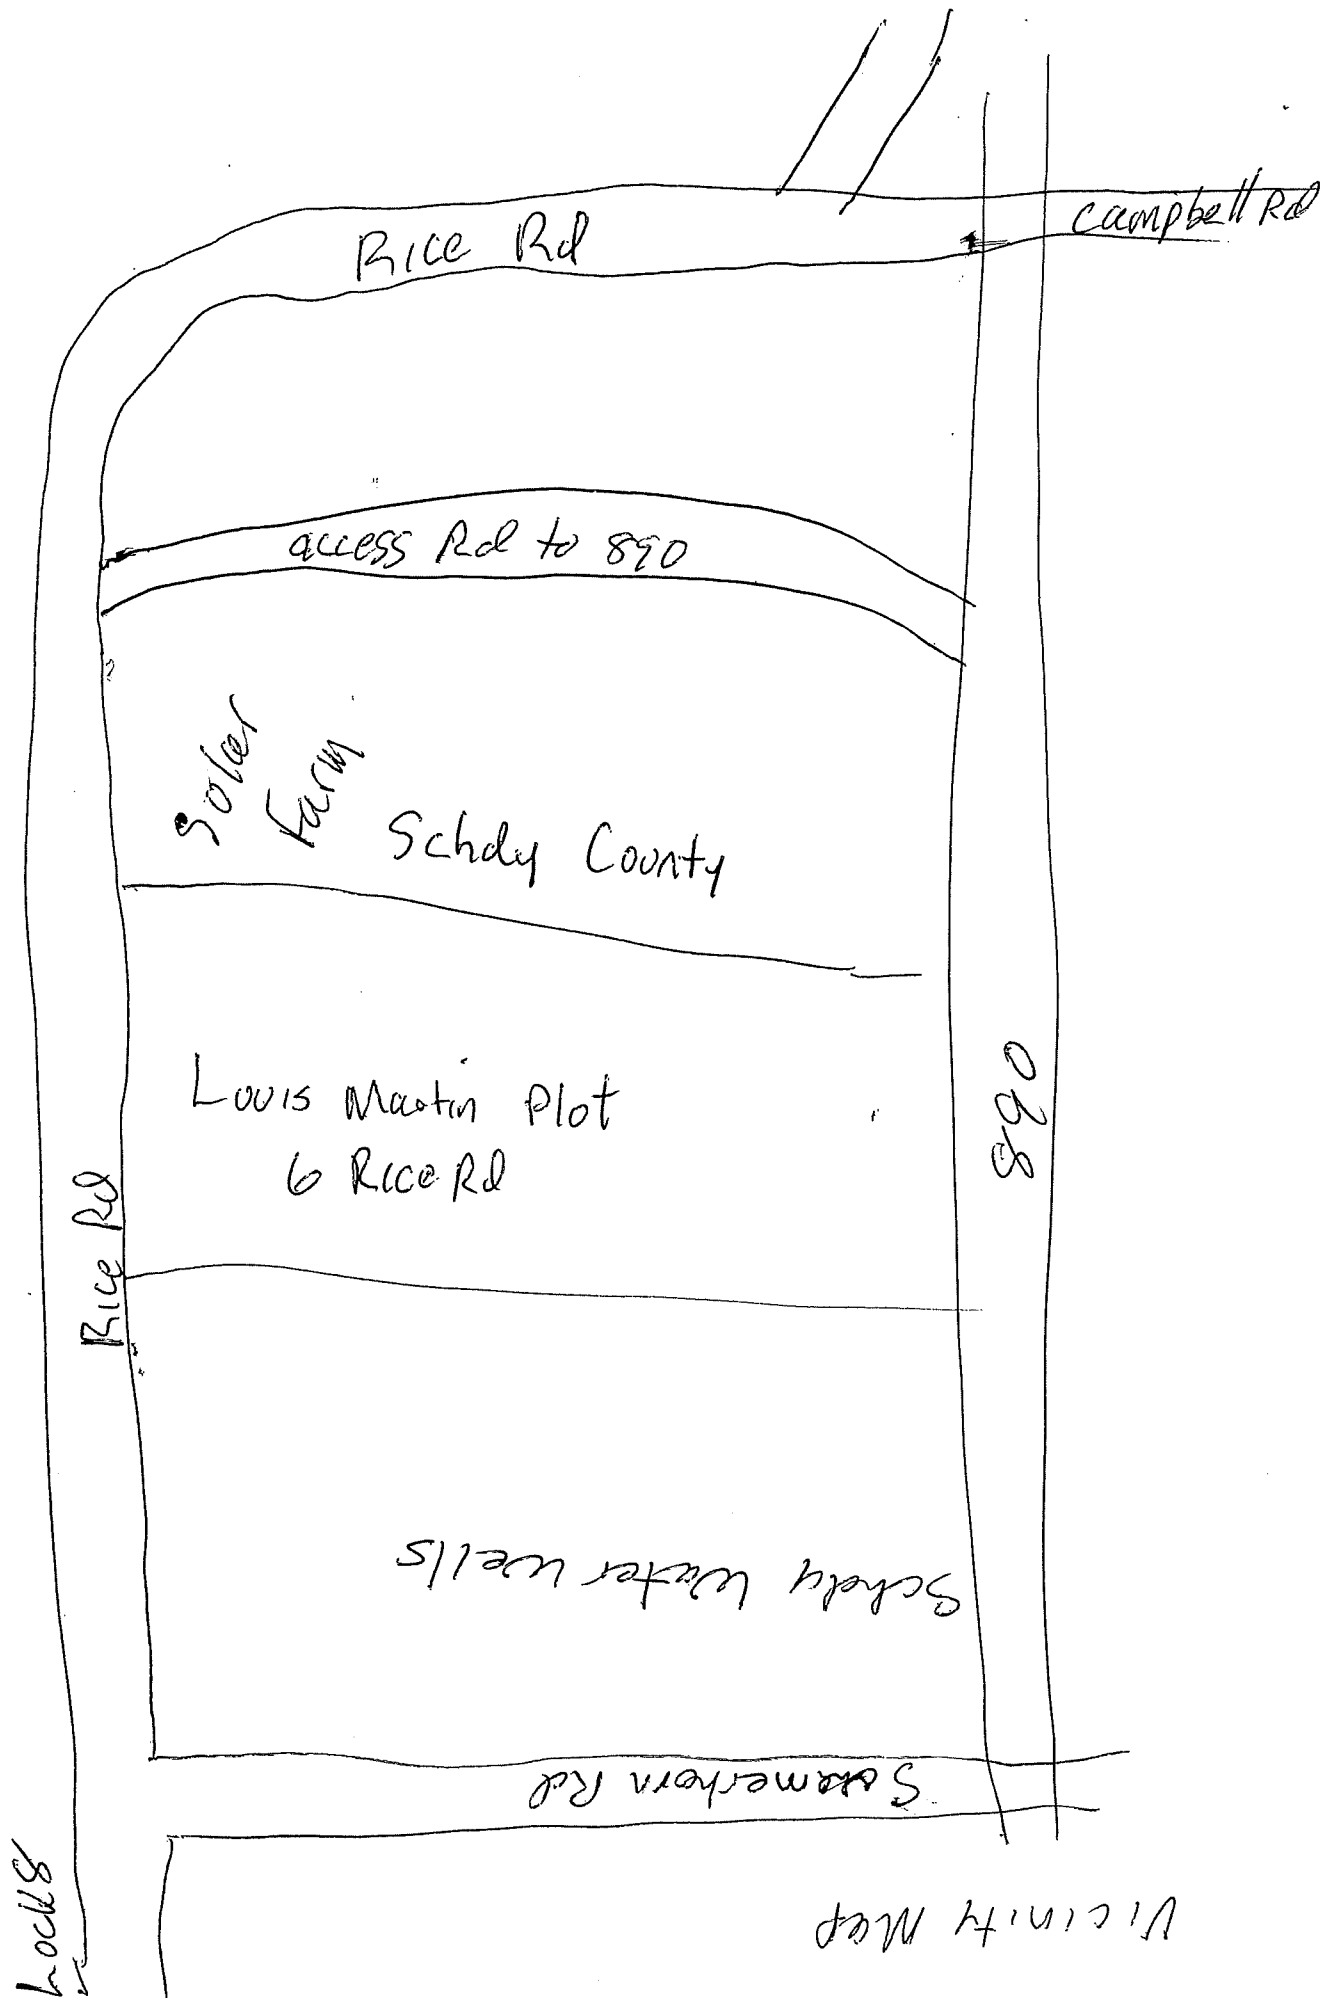 Campbell Rd
Rice Rd
access Rd to 890
Solar
Farm
Schdy County
Louis Martin Plot
6 Rice Rd
890
Rice Rd
Schdy Water Wells
Schermerhorn Rd
Lock 8
Vicinity Map